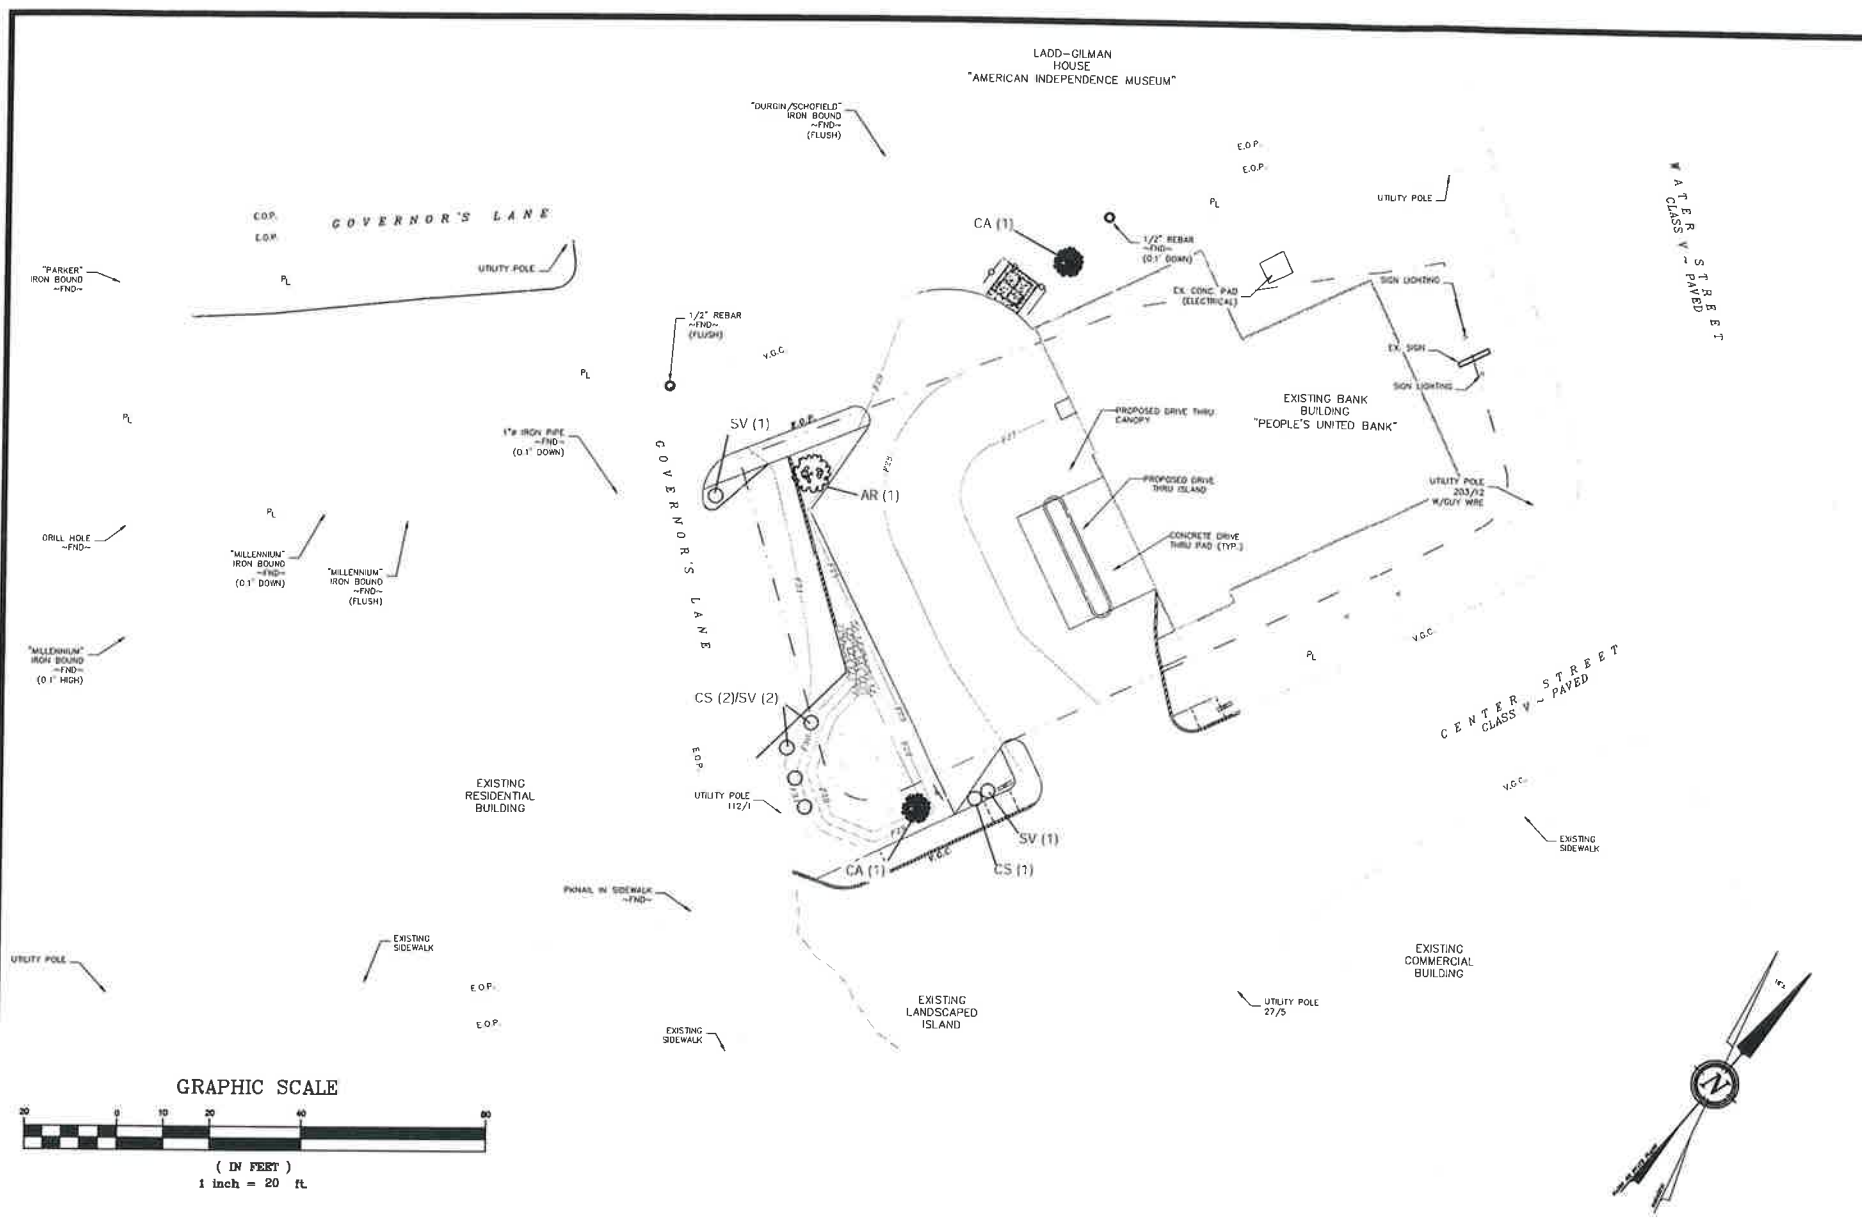 LADD-GILMAN
HOUSE
"AMERICAN INDEPENDENCE MUSEUM"
"DURGIN/SCHOFIELD"
IRON BOUND
~FND~
(FLUSH)
E.O.P.
E.O.P.
PL
UTILITY POLE
WATER STREET
CLASS V ~ PAVED
E.O.P.
E.O.P.
GOVERNOR'S LANE
UTILITY POLE
"PARKER"
IRON BOUND
~FND~
PL
CA (1)
1/2" REBAR
~FND~
(0.1' DOWN)
EX. CONC. PAD
(ELECTRICAL)
SIGN LIGHTING
EX. SIGN
SIGN LIGHTING
1/2" REBAR
~FND~
(FLUSH)
V.G.C.
PL
PL
EXISTING BANK
BUILDING
"PEOPLE'S UNITED BANK"
PROPOSED DRIVE THRU
CANOPY
SV (1)
E.O.P.
1"ø IRON PIPE
~FND~
(0.1' DOWN)
GOVERNOR'S LANE
AR (1)
F25
F27
PROPOSED DRIVE
THRU ISLAND
UTILITY POLE
203/12
W/GUY WIRE
CONCRETE DRIVE
THRU PAD (TYP.)
DRILL HOLE
~FND~
PL
"MILLENNIUM"
IRON BOUND
~FND~
(0.1' DOWN)
"MILLENNIUM"
IRON BOUND
~FND~
(FLUSH)
"MILLENNIUM"
IRON BOUND
~FND~
(0.1' HIGH)
V.G.C.
PL
CENTER STREET
CLASS V ~ PAVED
CS (2)/SV (2)
E.O.P.
EXISTING
RESIDENTIAL
BUILDING
UTILITY POLE
112/1
V.G.C.
EXISTING
SIDEWALK
SV (1)
CA (1)
V.G.C.
CS (1)
PKNAIL IN SIDEWALK
~FND~
UTILITY POLE
EXISTING
SIDEWALK
E.O.P.
E.O.P.
EXISTING
SIDEWALK
EXISTING
LANDSCAPED
ISLAND
EXISTING
COMMERCIAL
BUILDING
UTILITY POLE
27/5
N
GRAPHIC SCALE
20 0 10 20 40 80
( IN FEET )
1 inch = 20 ft.